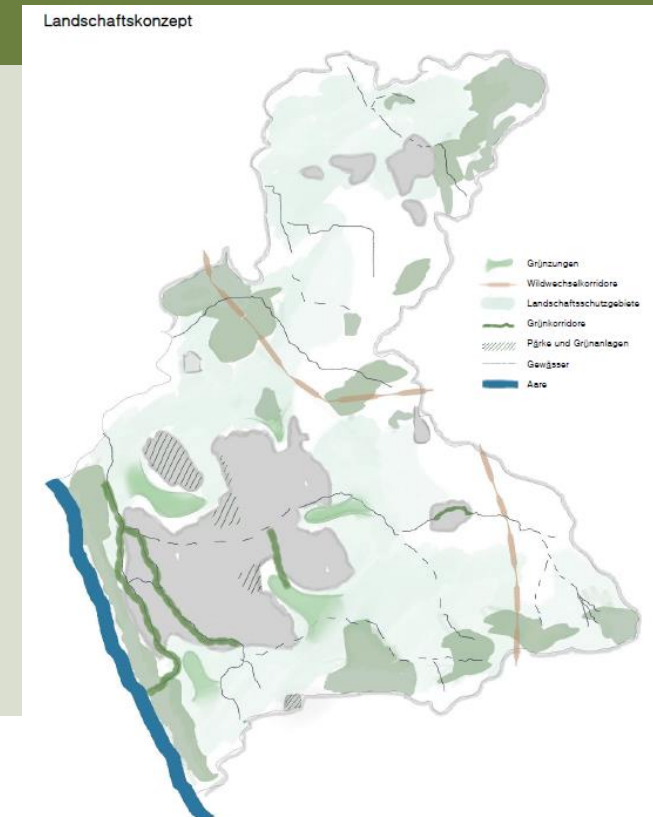 Landschaftskonzept
Grünzungen
Wildwechselkorridore
Landschaftsschutzgebiete
Grünkorridore
Pärke und Grünanlagen
Gewässer
Aare